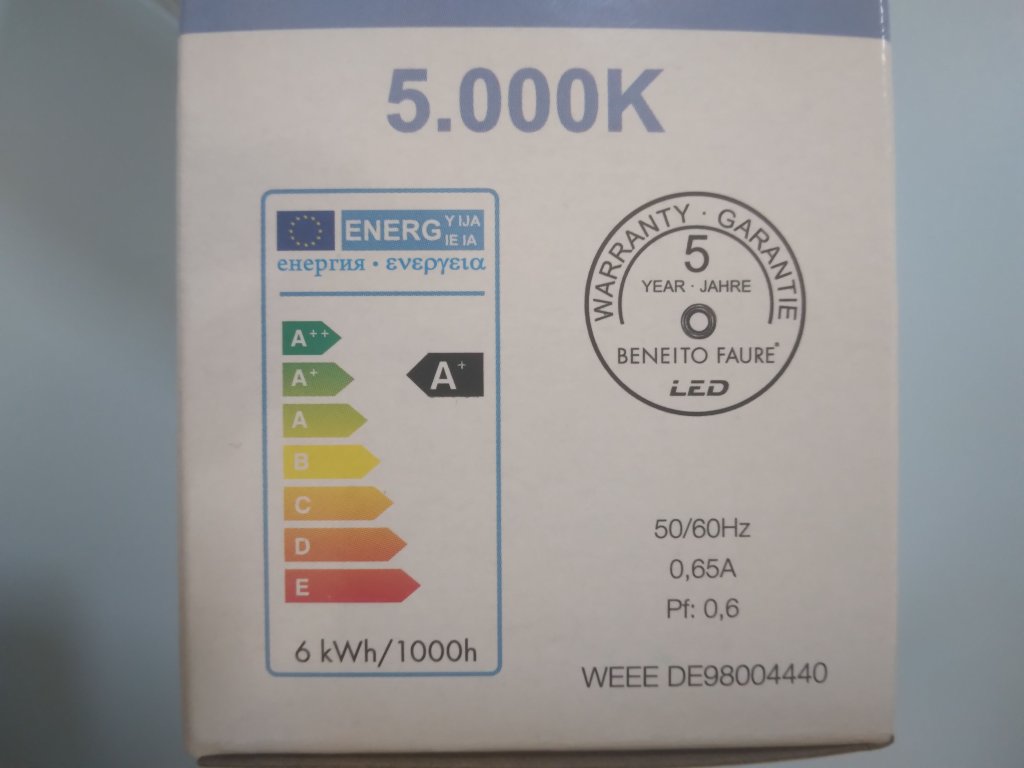 5.000K
ENERG Y IJA
IE IA
енергия · ενεργεια
A++
A+
A+
A
B
C
D
E
6 kWh/1000h
WARRANTY · GARANTIE
5
YEAR · JAHRE
BENEITO FAURE
LED
50/60Hz
0,65A
Pf: 0,6
WEEE DE98004440